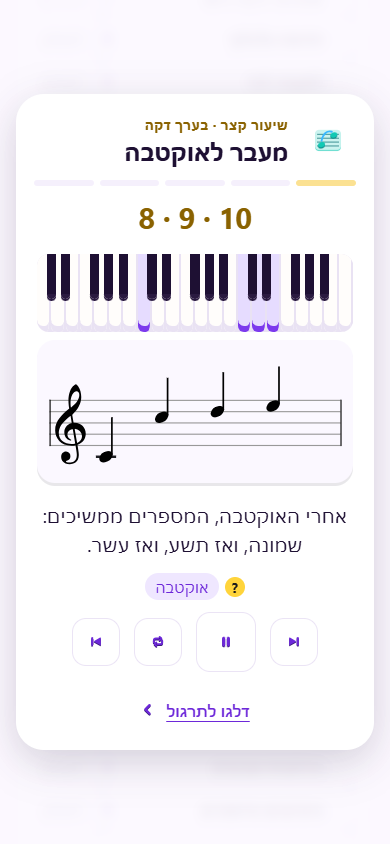 שיעור קצר · בערך דקה
מעבר לאוקטבה
8 · 9 · 10
אחרי האוקטבה, המספרים ממשיכים:
שמונה, ואז תשע, ואז עשר.
? אוקטבה
דלגו לתרגול